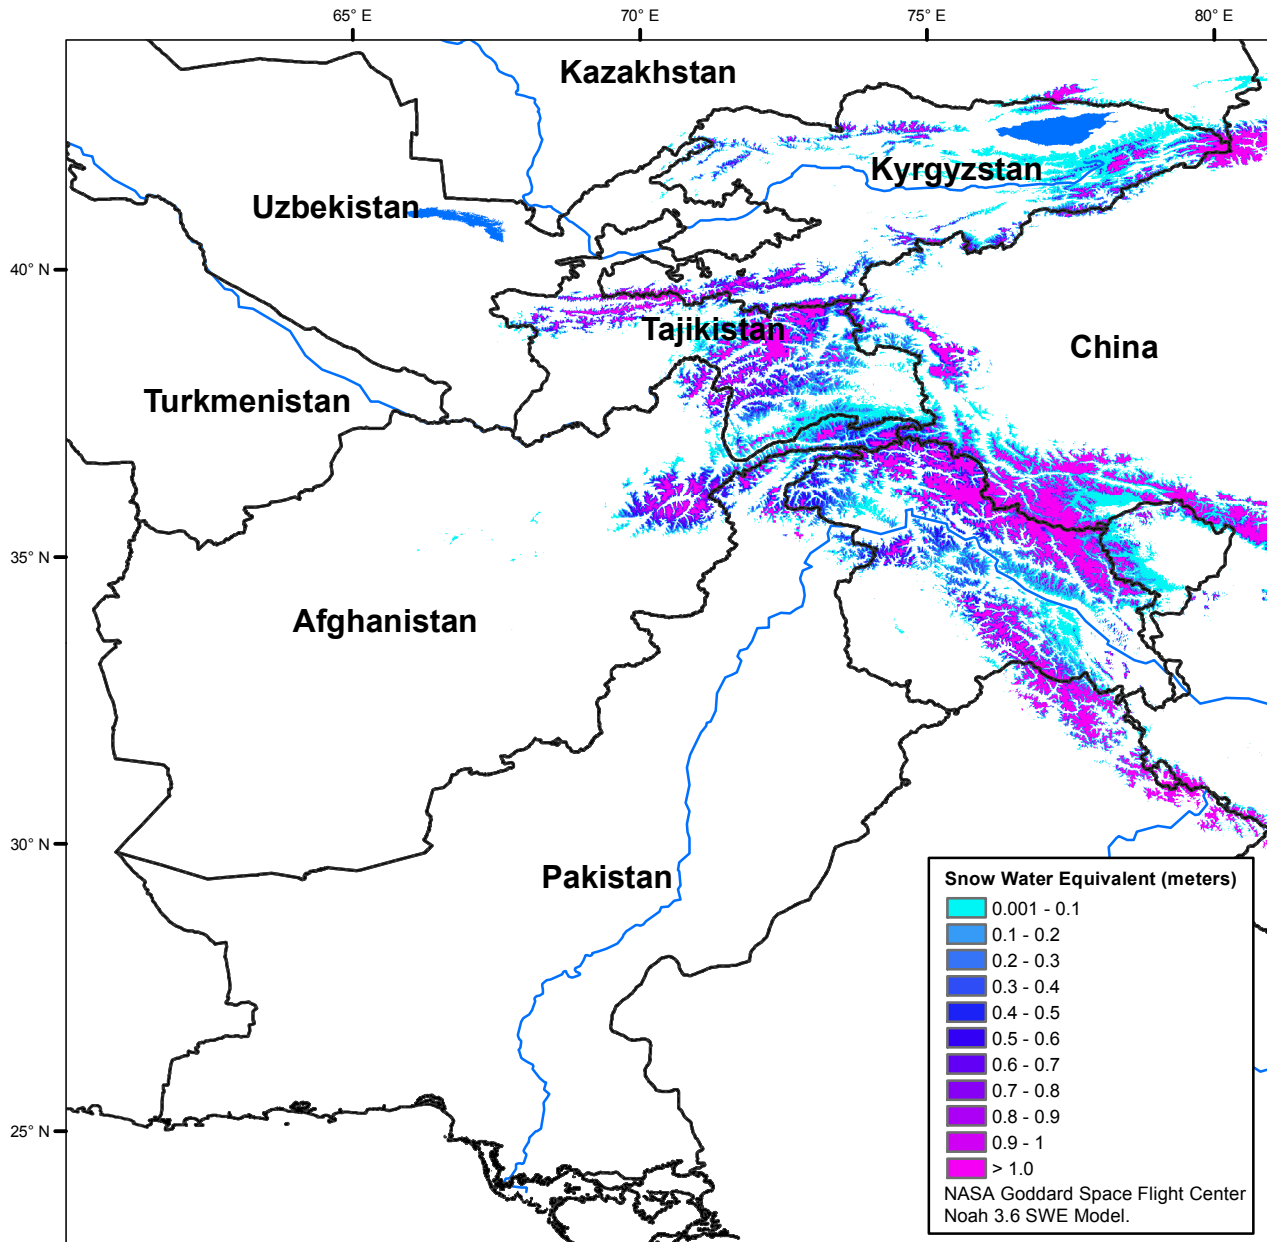 65° E
70° E
75° E
80° E
Kazakhstan
Kyrgyzstan
Uzbekistan
40° N
Tajikistan
China
Turkmenistan
35° N
Afghanistan
30° N
Pakistan
25° N
Snow Water Equivalent (meters)
0.001 - 0.1
0.1 - 0.2
0.2 - 0.3
0.3 - 0.4
0.4 - 0.5
0.5 - 0.6
0.6 - 0.7
0.7 - 0.8
0.8 - 0.9
0.9 - 1
> 1.0
NASA Goddard Space Flight Center
Noah 3.6 SWE Model.